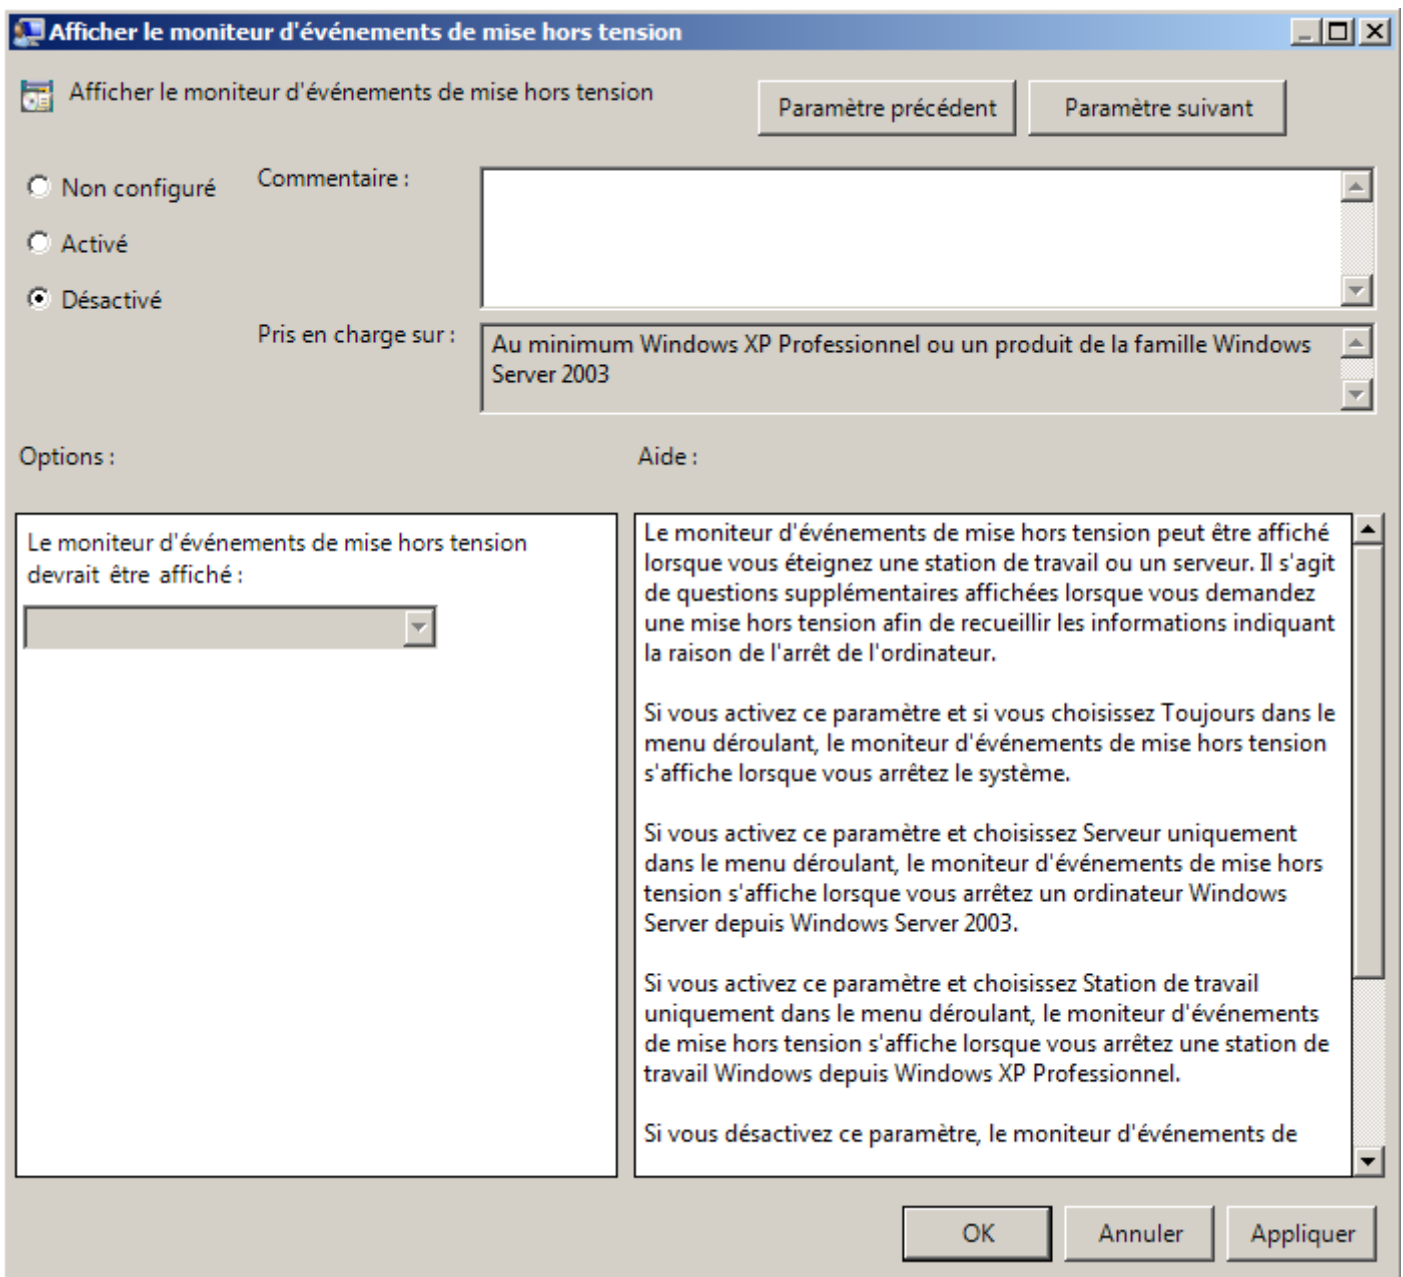 Afficher le moniteur d'événements de mise hors tension
Afficher le moniteur d'événements de mise hors tension
Paramètre précédent
Paramètre suivant
Non configuré
Activé
Désactivé
Commentaire :
Pris en charge sur :
Au minimum Windows XP Professionnel ou un produit de la famille Windows
Server 2003
Options :
Aide :
Le moniteur d'événements de mise hors tension
devrait être affiché :
Le moniteur d'événements de mise hors tension peut être affiché
lorsque vous éteignez une station de travail ou un serveur. Il s'agit
de questions supplémentaires affichées lorsque vous demandez
une mise hors tension afin de recueillir les informations indiquant
la raison de l'arrêt de l'ordinateur.
Si vous activez ce paramètre et si vous choisissez Toujours dans le
menu déroulant, le moniteur d'événements de mise hors tension
s'affiche lorsque vous arrêtez le système.
Si vous activez ce paramètre et choisissez Serveur uniquement
dans le menu déroulant, le moniteur d'événements de mise hors
tension s'affiche lorsque vous arrêtez un ordinateur Windows
Server depuis Windows Server 2003.
Si vous activez ce paramètre et choisissez Station de travail
uniquement dans le menu déroulant, le moniteur d'événements
de mise hors tension s'affiche lorsque vous arrêtez une station de
travail Windows depuis Windows XP Professionnel.
Si vous désactivez ce paramètre, le moniteur d'événements de
OK
Annuler
Appliquer